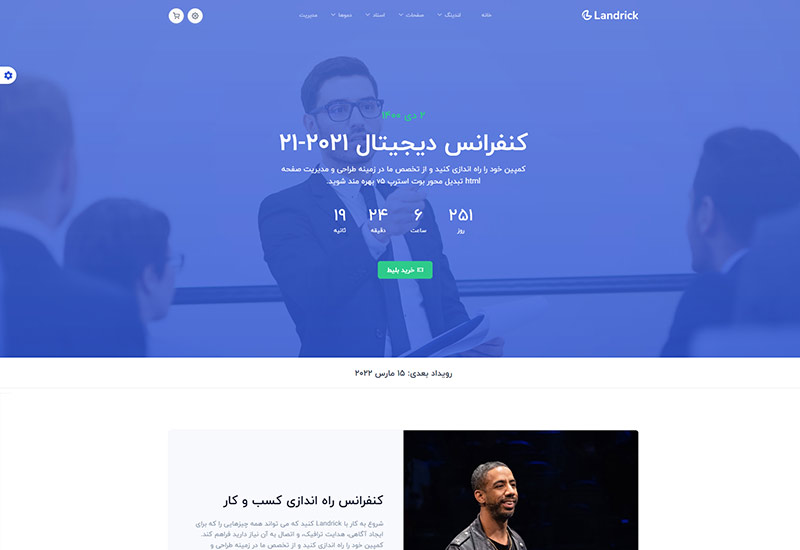 Landrick
خانه
لندینگ
صفحات
اسناد
دموها
مدیریت
۲ دی ۱۴۰۰
کنفرانس دیجیتال ۲۰۲۱-۲۱
کمپین خود را راه اندازی کنید و از تخصص ما در زمینه طراحی و مدیریت صفحه
html تبدیل محور بوت استرپ v۵ بهره مند شوید.
۲۵۱ ۶ ۲۴ ۱۹
روز ساعت دقیقه ثانیه
خرید بلیط
رویداد بعدی: ۱۵ مارس ۲۰۲۲
کنفرانس راه اندازی کسب و کار
شروع به کار با Landrick کنید که می تواند همه چیزهایی را که برای
ایجاد آگاهی، هدایت ترافیک، و اتصال به آن نیاز دارید فراهم کند.
کمپین خود را راه اندازی کنید و از تخصص ما در زمینه طراحی و